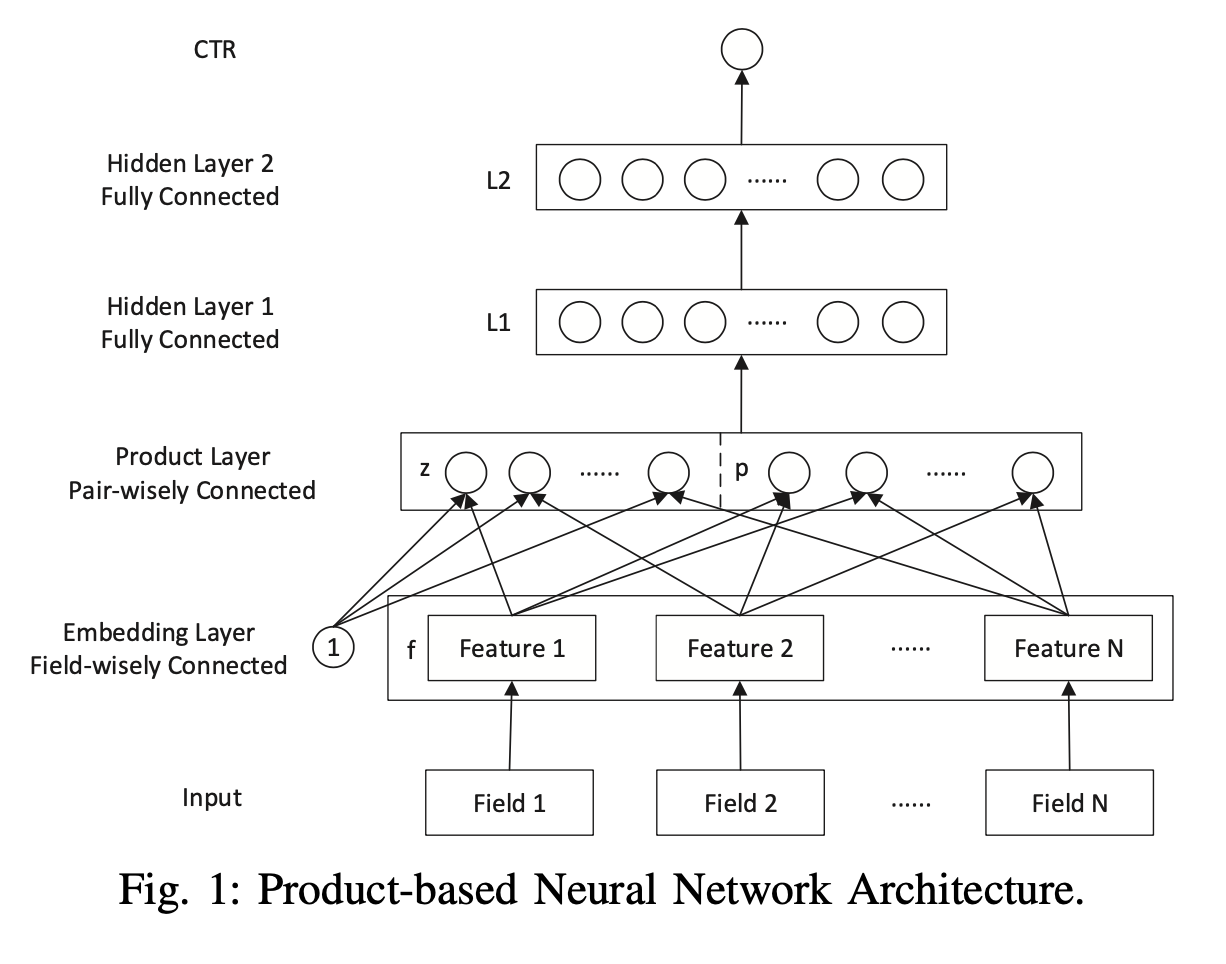 CTR
Hidden Layer 2
Fully Connected
L2
......
Hidden Layer 1
Fully Connected
L1
......
Product Layer
Pair-wisely Connected
z
......
p
......
Embedding Layer
Field-wisely Connected
1
f
Feature 1
Feature 2
......
Feature N
Input
Field 1
Field 2
......
Field N
Fig. 1: Product-based Neural Network Architecture.